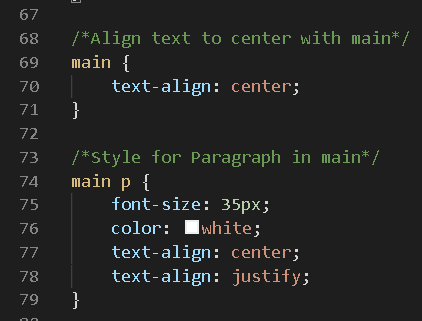 67
68 /*Align text to center with main*/
69 main {
70     text-align: center;
71 }
72
73 /*Style for Paragraph in main*/
74 main p {
75     font-size: 35px;
76     color: white;
77     text-align: center;
78     text-align: justify;
79 }